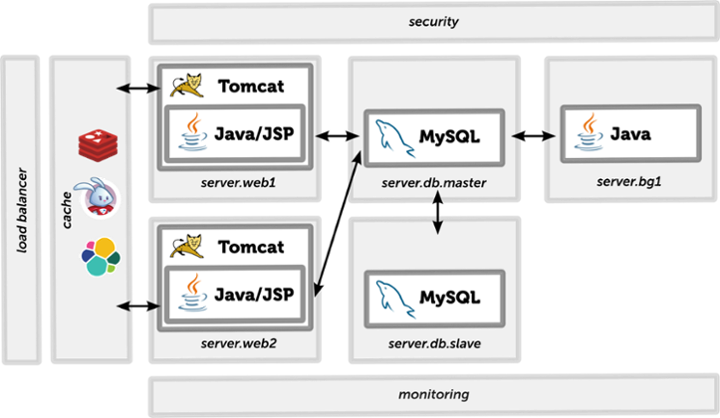 security
load balancer
cache
Tomcat
Java/JSP
server.web1
MySQL
server.db.master
Java
server.bg1
Tomcat
Java/JSP
server.web2
MySQL
server.db.slave
monitoring